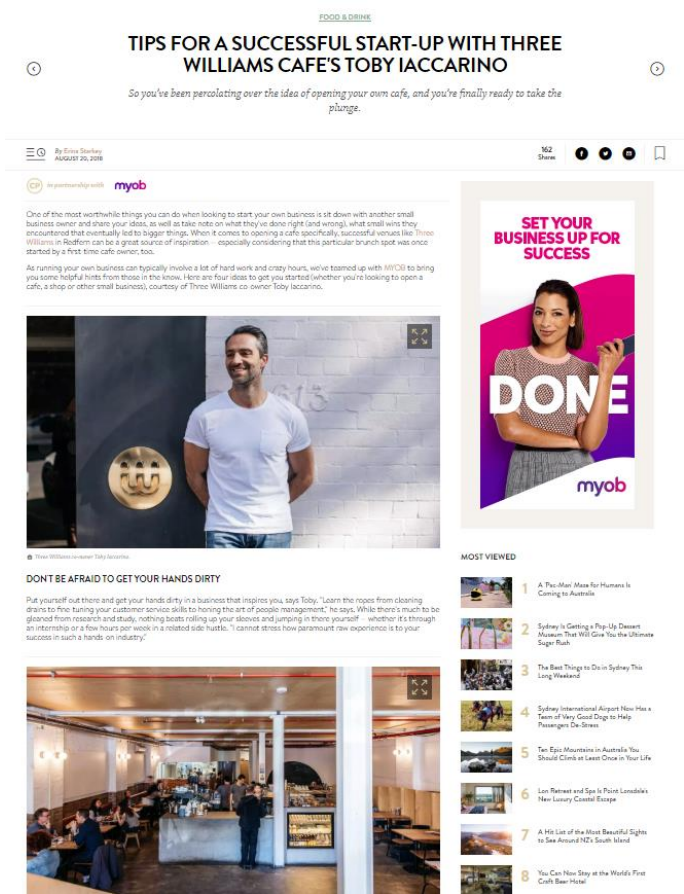 FOOD & DRINK
TIPS FOR A SUCCESSFUL START-UP WITH THREE
WILLIAMS CAFE'S TOBY IACCARINO
So you've been percolating over the idea of opening your own cafe, and you're finally ready to take the
plunge.
By Erina Starkey
AUGUST 20, 2018
162
Shares
CP in partnership with myob
One of the most worthwhile things you can do when looking to start your own business is sit down with another small
business owner and share your ideas, as well as take note on what they've done right (and wrong), what small wins they
encountered that eventually led to bigger things. When it comes to opening a cafe specifically, successful venues like Three
Williams in Redfern can be a great source of inspiration — especially considering that this particular brunch spot was once
started by a first-time cafe owner, too.
As running your own business can typically involve a lot of hard work and crazy hours, we've teamed up with MYOB to bring
you some helpful hints from those in the know. Here are four ideas to get you started (whether you're looking to open a
cafe, a shop or other small business), courtesy of Three Williams co-owner Toby Iaccarino.
613
Three Williams co-owner Toby Iaccarino.
DON'T BE AFRAID TO GET YOUR HANDS DIRTY
Put yourself out there and get your hands dirty in a business that inspires you, says Toby. "Learn the ropes from cleaning
drains to fine-tuning your customer service skills to honing the art of people management," he says. While there's much to be
gleaned from research and study, nothing beats rolling up your sleeves and jumping in there yourself — whether it's through
an internship or a few hours per week in a related side hustle. "I cannot stress how paramount raw experience is to your
success in such a hands-on industry."
SET YOUR
BUSINESS UP FOR
SUCCESS
DONE
myob
MOST VIEWED
1 A 'Pac-Man' Maze for Humans Is
Coming to Australia
2 Sydney Is Getting a Pop-Up Dessert
Museum That Will Give You the Ultimate
Sugar Rush
3 The Best Things to Do in Sydney This
Long Weekend
4 Sydney International Airport Now Has a
Team of Very Good Dogs to Help
Passengers De-Stress
5 Ten Epic Mountains in Australia You
Should Climb at Least Once in Your Life
6 Lon Retreat and Spa Is Point Lonsdale's
New Luxury Coastal Escape
7 A Hit List of the Most Beautiful Sights
to See Around NZ's South Island
8 You Can Now Stay at the World's First
Craft Beer Hotel